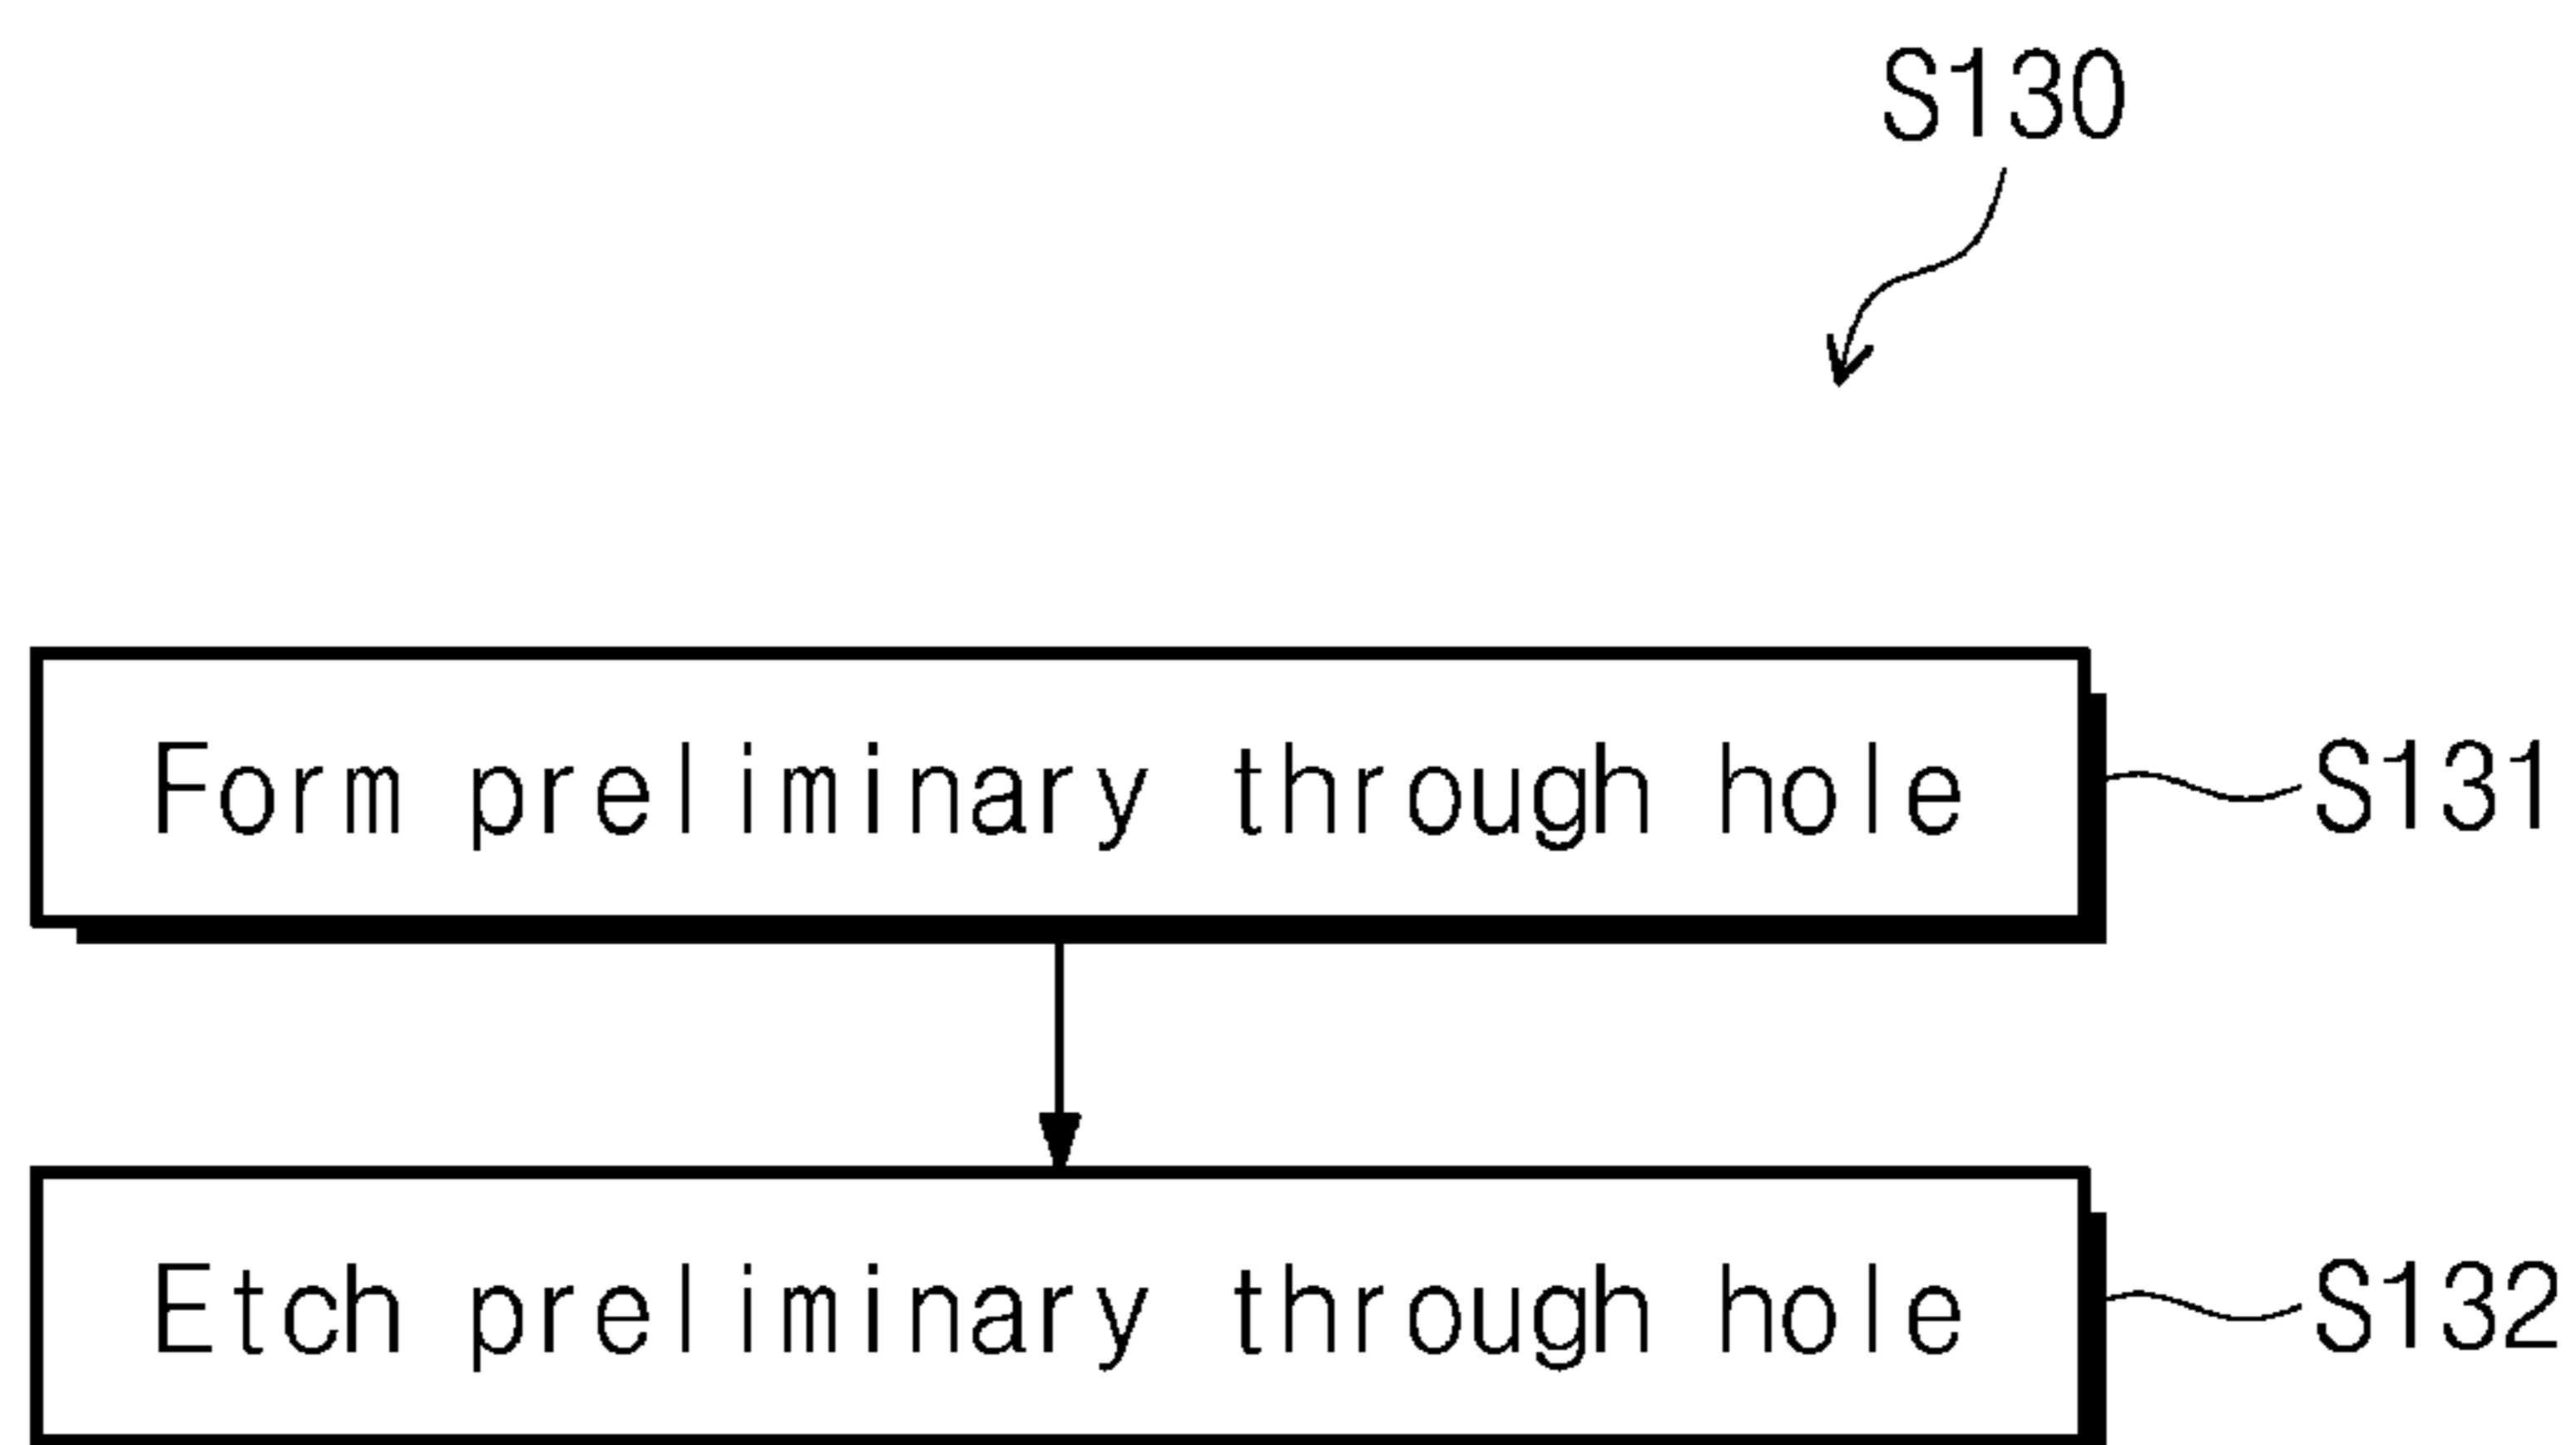 S130
Form preliminary through hole
S131
Etch preliminary through hole
S132